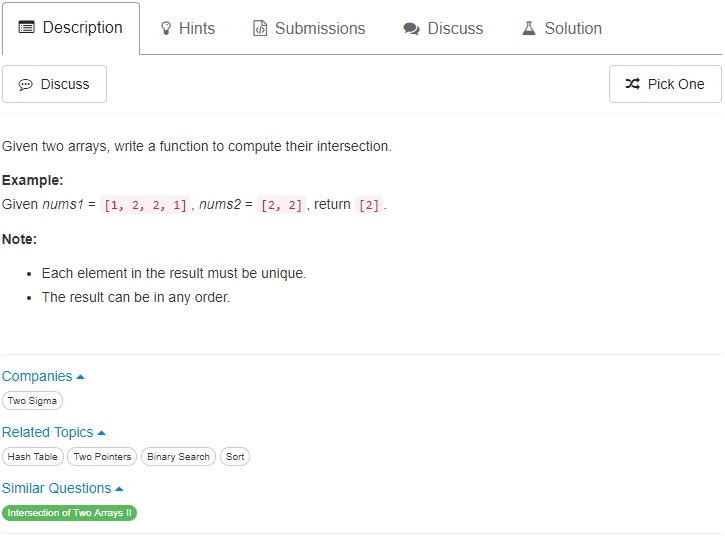 Description Hints Submissions Discuss Solution
Discuss Pick One
Given two arrays, write a function to compute their intersection.
Example:
Given nums1 = [1, 2, 2, 1], nums2 = [2, 2], return [2].
Note:
• Each element in the result must be unique.
• The result can be in any order.
Companies
Two Sigma
Related Topics
Hash Table Two Pointers Binary Search Sort
Similar Questions
Intersection of Two Arrays II